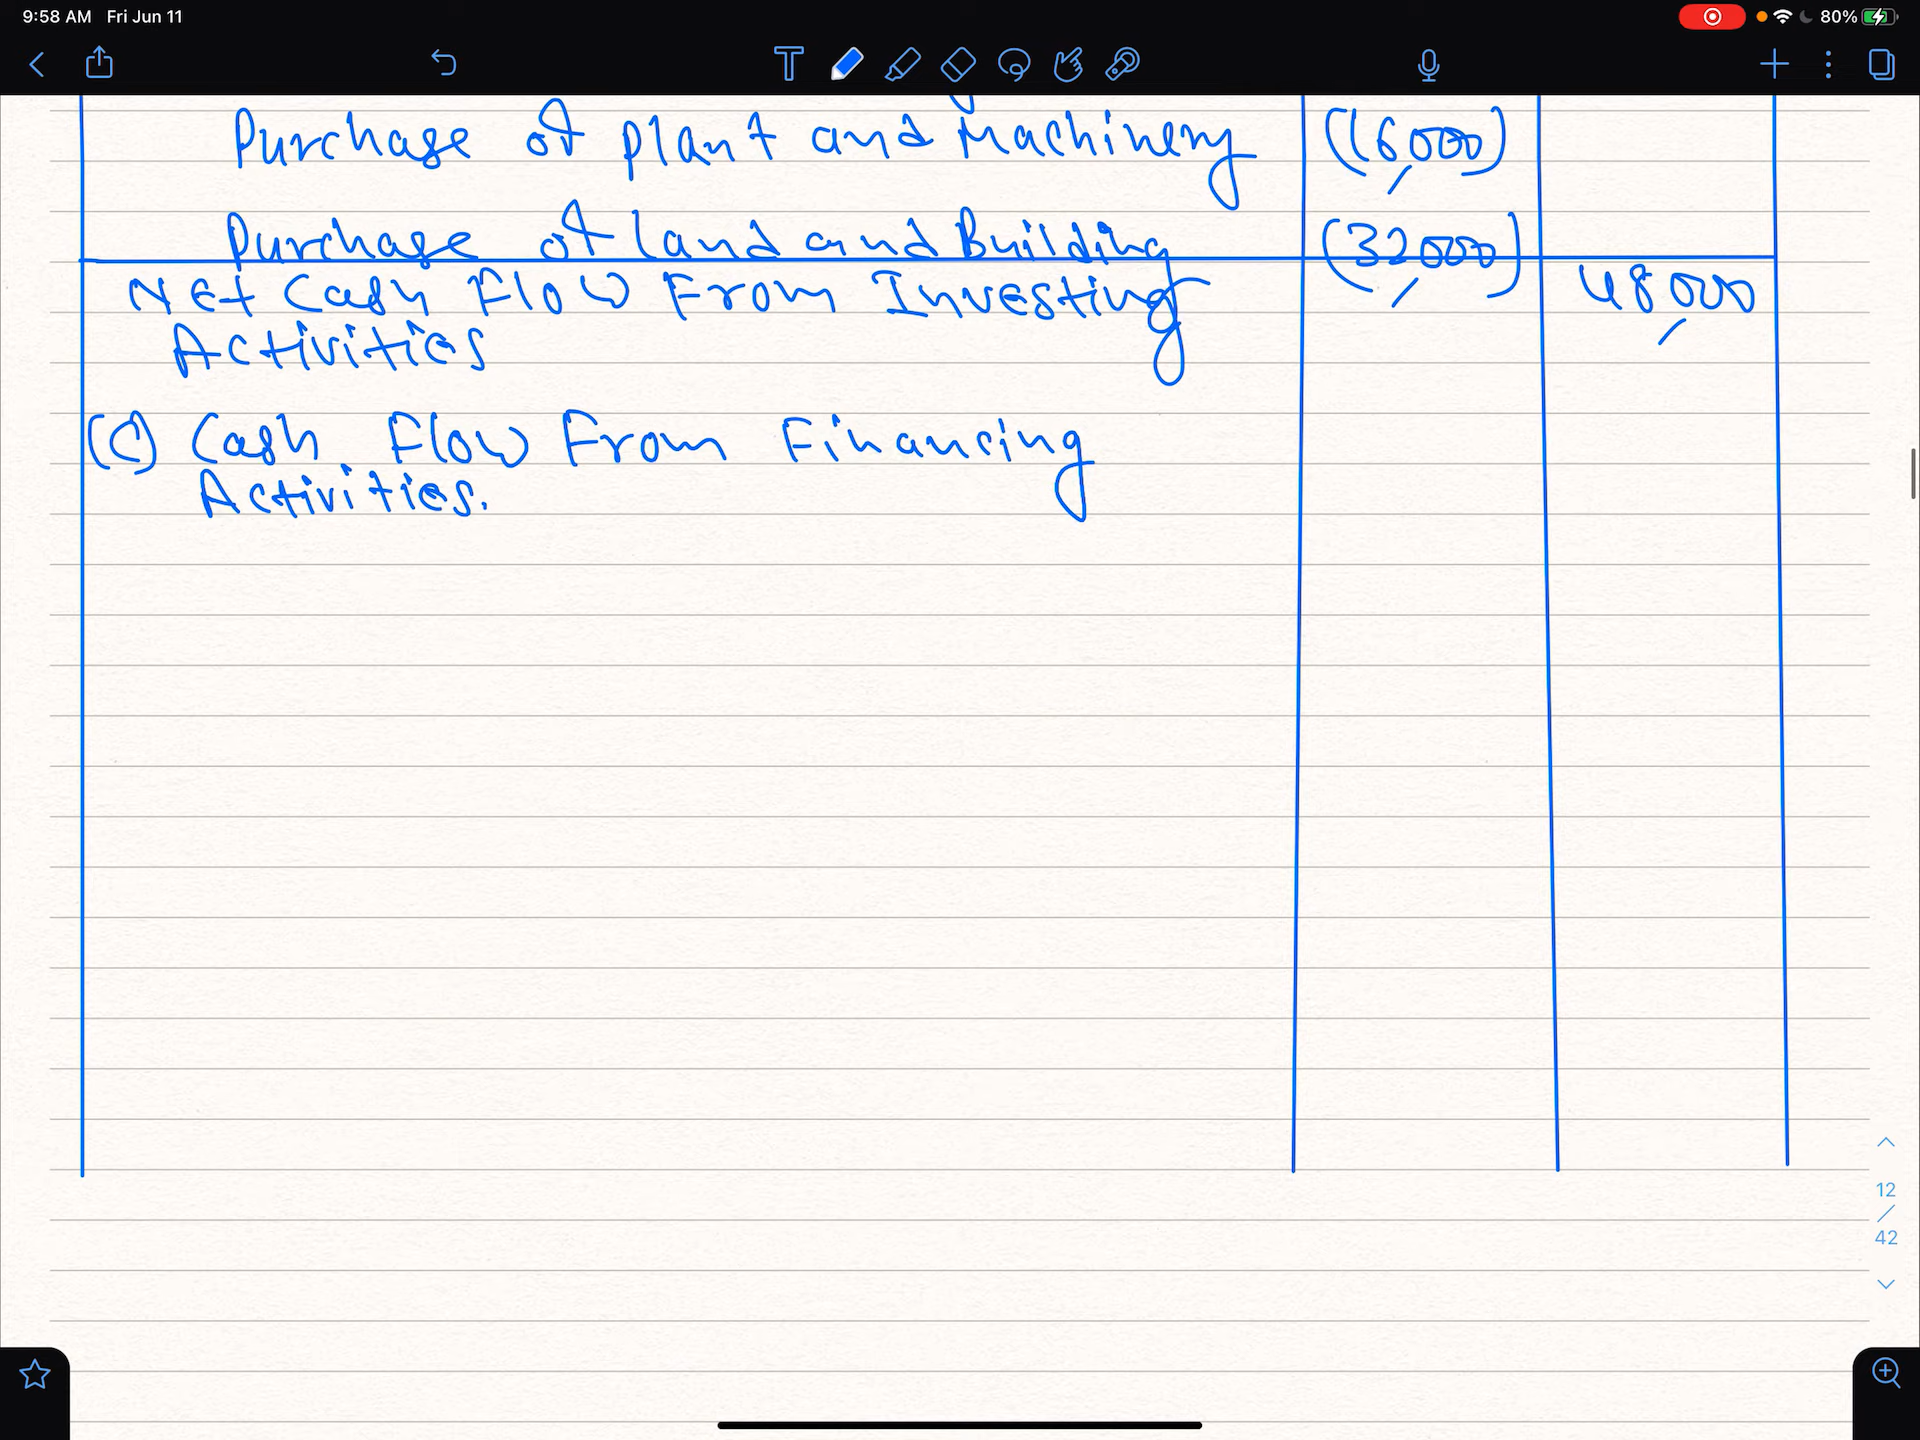 9:58 AM Fri Jun 11
80%
Purchase of plant and Machinery (16,000)
Purchase of land and Building (32,000)
Net Cash Flow From Investing 48,000
Activities
(C) Cash Flow From Financing
Activities.
12
/
42